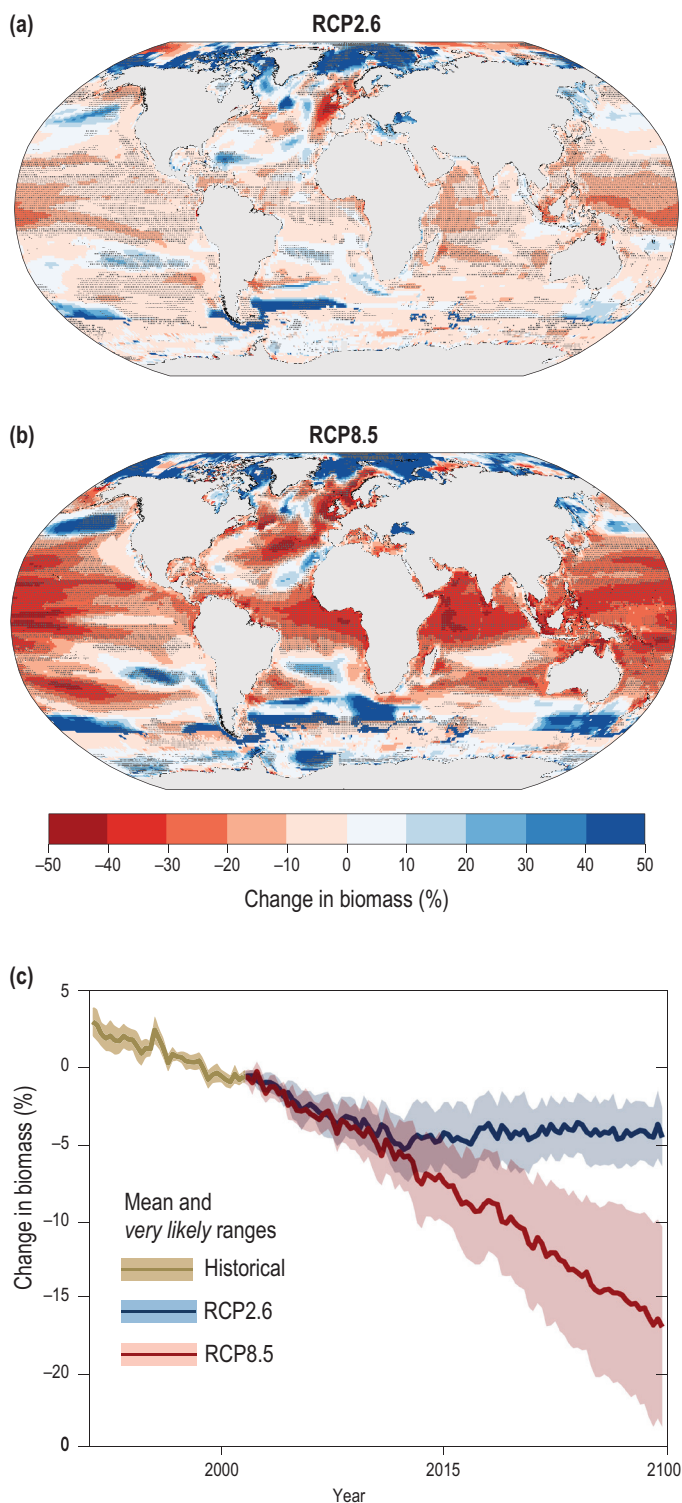 (a)
RCP2.6
(b)
RCP8.5
–50 –40 –30 –20 –10 0 10 20 30 40 50
Change in biomass (%)
(c)
5
0
–5
–10
–15
–20
0
Change in biomass (%)
Mean and
very likely ranges
Historical
RCP2.6
RCP8.5
2000 2015 2100
Year